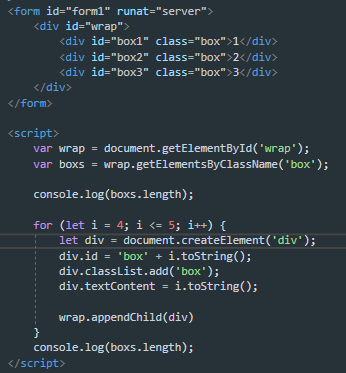 <form id="form1" runat="server">
<div id="wrap">
<div id="box1" class="box">1</div>
<div id="box2" class="box">2</div>
<div id="box3" class="box">3</div>
</div>
</form>
<script>
var wrap = document.getElementById('wrap');
var boxs = wrap.getElementsByClassName('box');
console.log(boxs.length);
for (let i = 4; i <= 5; i++) {
let div = document.createElement('div');
div.id = 'box' + i.toString();
div.classList.add('box');
div.textContent = i.toString();
wrap.appendChild(div)
}
console.log(boxs.length);
</script>